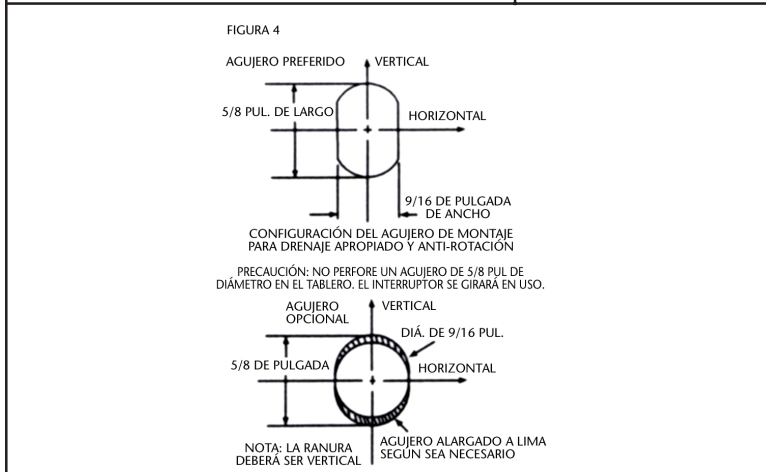 FIGURA 4
AGUJERO PREFERIDO
VERTICAL
5/8 PUL. DE LARGO
HORIZONTAL
9/16 DE PULGADA
DE ANCHO
CONFIGURACIÓN DEL AGUJERO DE MONTAJE
PARA DRENAJE APROPIADO Y ANTI-ROTACIÓN
PRECAUCIÓN: NO PERFORE UN AGUJERO DE 5/8 PUL DE
DIÁMETRO EN EL TABLERO. EL INTERRUPTOR SE GIRARÁ EN USO.
AGUJERO
OPCIONAL
VERTICAL
DIÁ. DE 9/16 PUL.
5/8 DE PULGADA
HORIZONTAL
NOTA: LA RANURA
DEBERÁ SER VERTICAL
AGUJERO ALARGADO A LIMA
SEGÚN SEA NECESARIO